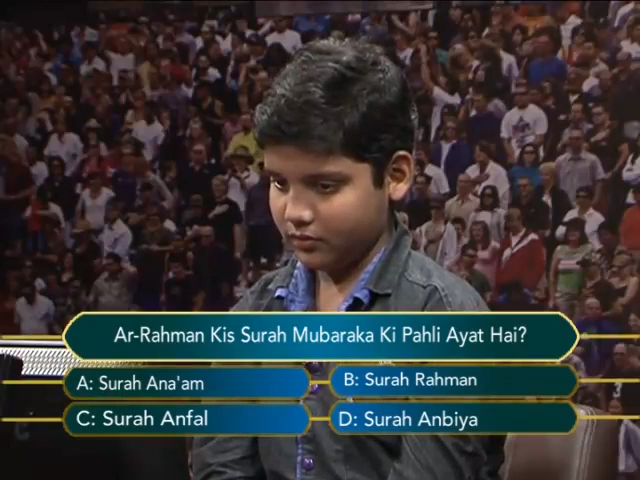 Ar-Rahman Kis Surah Mubaraka Ki Pahli Ayat Hai?
A: Surah Ana'am
B: Surah Rahman
C: Surah Anfal
D: Surah Anbiya